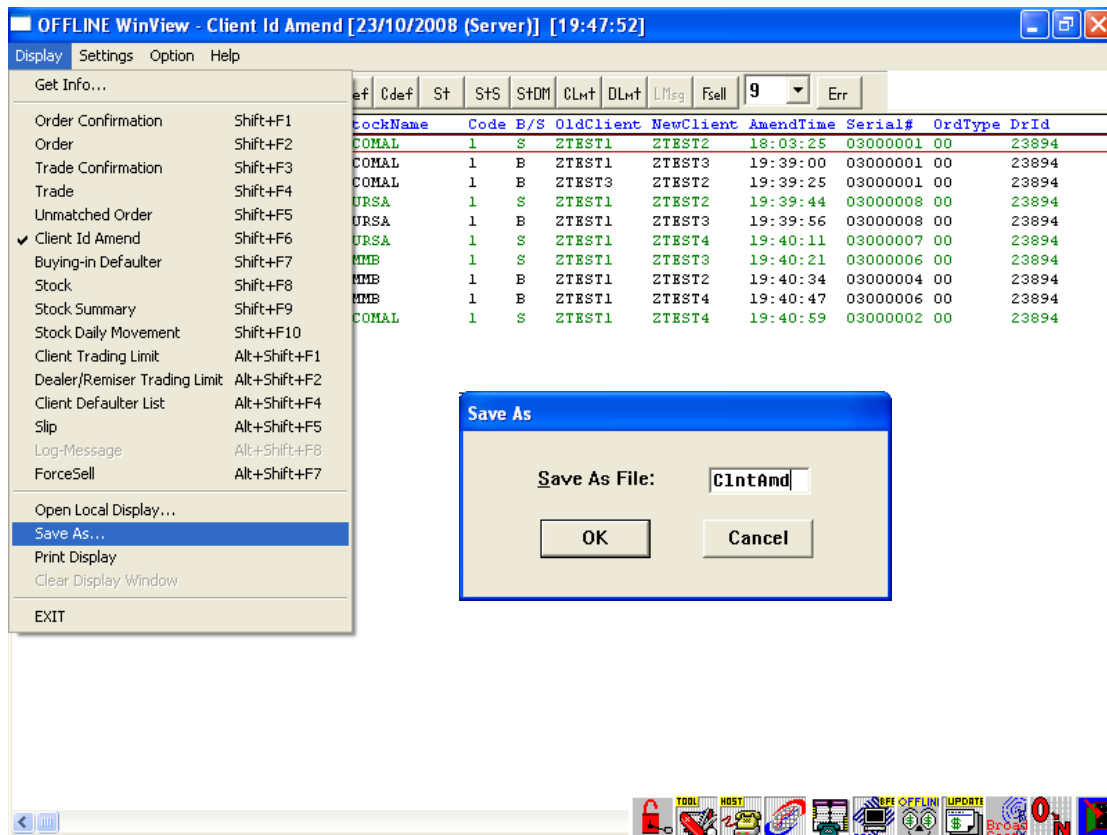 OFFLINE WinView - Client Id Amend [23/10/2008 (Server)] [19:47:52]
Display Settings Option Help
Get Info...
Order Confirmation Shift+F1
Order Shift+F2
Trade Confirmation Shift+F3
Trade Shift+F4
Unmatched Order Shift+F5
Client Id Amend Shift+F6
Buying-in Defaulter Shift+F7
Stock Shift+F8
Stock Summary Shift+F9
Stock Daily Movement Shift+F10
Client Trading Limit Alt+Shift+F1
Dealer/Remiser Trading Limit Alt+Shift+F2
Client Defaulter List Alt+Shift+F4
Slip Alt+Shift+F5
Log-Message Alt+Shift+F8
ForceSell Alt+Shift+F7
Open Local Display...
Save As...
Print Display
Clear Display Window
EXIT
ef Cdef St StS StDM CLmt DLmt LMsg Fsell 9 Err
tockName Code B/S OldClient NewClient AmendTime Serial# OrdType DrId
COMAL 1 S ZTEST1 ZTEST2 18:03:25 03000001 00 23894
COMAL 1 B ZTEST1 ZTEST3 19:39:00 03000001 00 23894
COMAL 1 B ZTEST3 ZTEST2 19:39:25 03000001 00 23894
URSA 1 S ZTEST1 ZTEST2 19:39:44 03000008 00 23894
URSA 1 B ZTEST1 ZTEST3 19:39:56 03000008 00 23894
URSA 1 S ZTEST1 ZTEST4 19:40:11 03000007 00 23894
MMB 1 S ZTEST1 ZTEST3 19:40:21 03000006 00 23894
MMB 1 B ZTEST1 ZTEST2 19:40:34 03000004 00 23894
MMB 1 B ZTEST1 ZTEST4 19:40:47 03000006 00 23894
COMAL 1 S ZTEST1 ZTEST4 19:40:59 03000002 00 23894
Save As
Save As File: ClntAmd
OK Cancel
TOOL HOST BFE OFFLIN UPDATE Broad O N